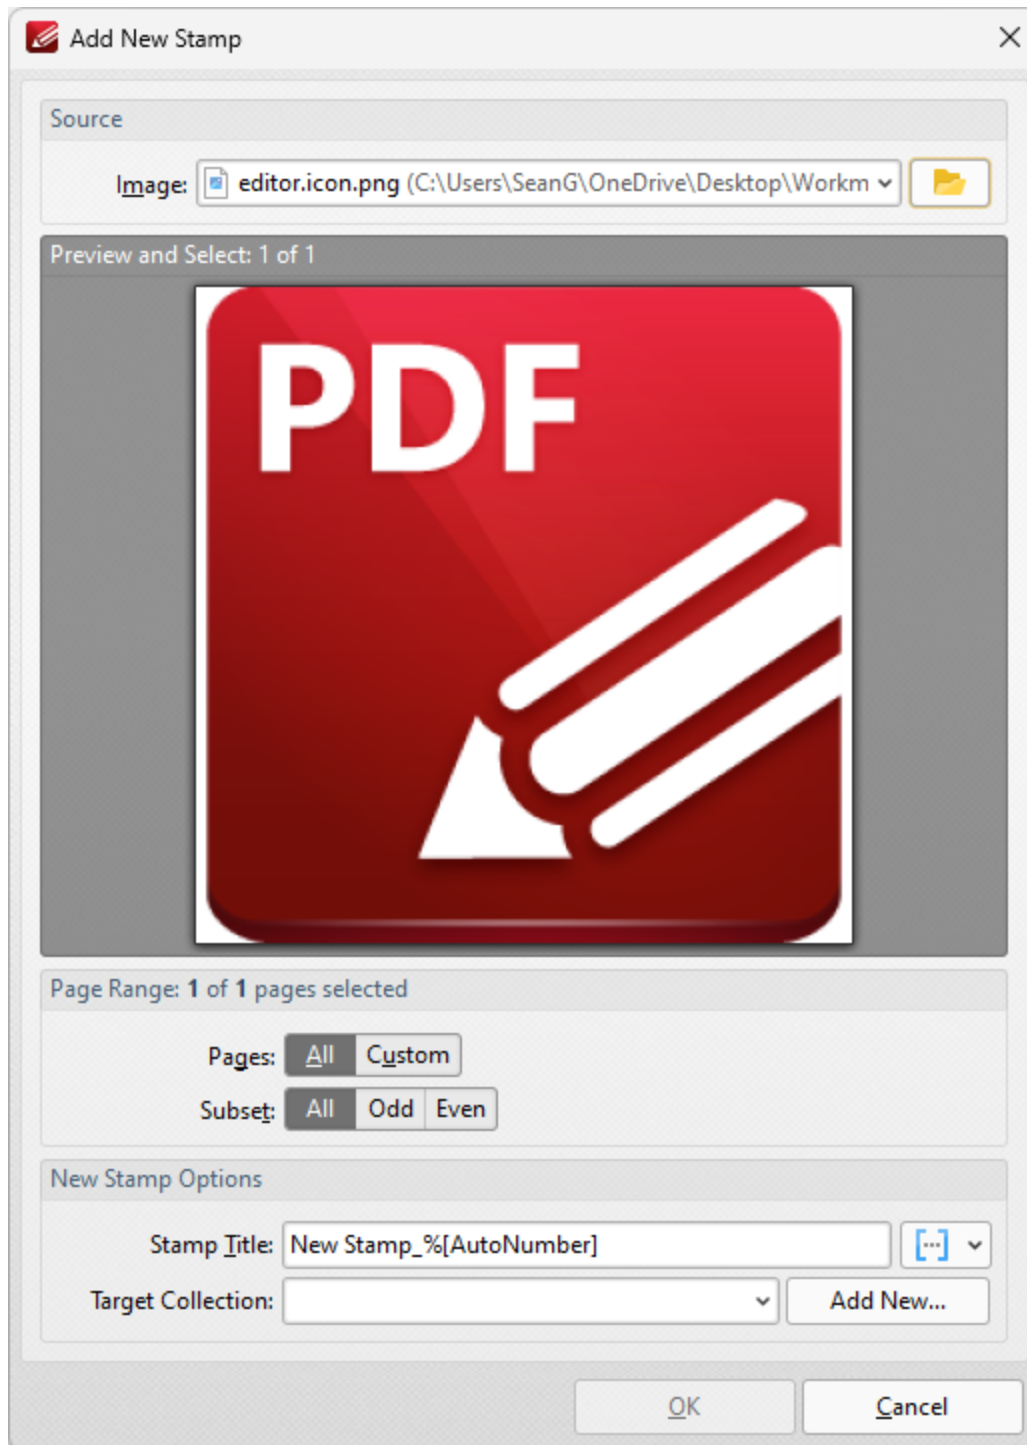 Add New Stamp
Source
Image: editor.icon.png (C:\Users\SeanG\OneDrive\Desktop\Workm
Preview and Select: 1 of 1
PDF
Page Range: 1 of 1 pages selected
Pages: All Custom
Subset: All Odd Even
New Stamp Options
Stamp Title: New Stamp_%[AutoNumber]
Target Collection: Add New...
OK Cancel